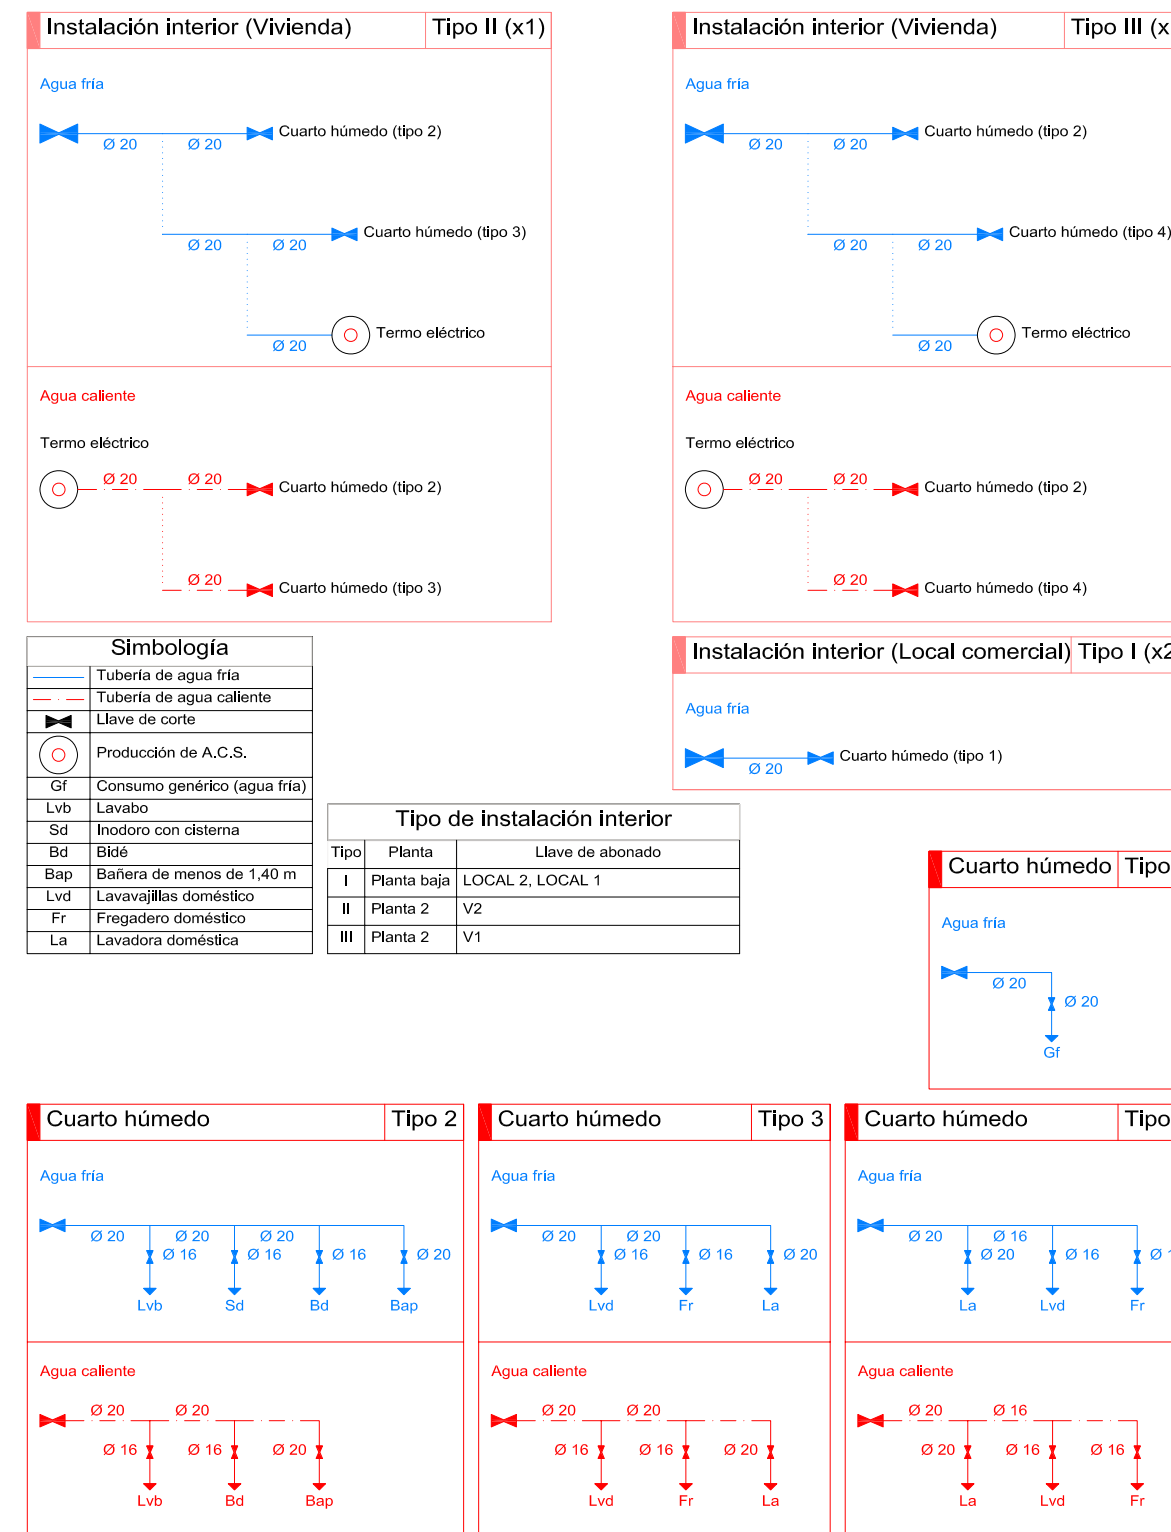 Instalación interior (Vivienda) Tipo II (x1)
Agua fría
Ø 20 Ø 20 Cuarto húmedo (tipo 2)
Ø 20 Ø 20 Cuarto húmedo (tipo 3)
Ø 20 Termo eléctrico
Agua caliente
Termo eléctrico
Ø 20 Ø 20 Cuarto húmedo (tipo 2)
Ø 20 Cuarto húmedo (tipo 3)
Instalación interior (Vivienda) Tipo III (x
Agua fría
Ø 20 Ø 20 Cuarto húmedo (tipo 2)
Ø 20 Ø 20 Cuarto húmedo (tipo 4)
Ø 20 Termo eléctrico
Agua caliente
Termo eléctrico
Ø 20 Ø 20 Cuarto húmedo (tipo 2)
Ø 20 Cuarto húmedo (tipo 4)
Simbología
Tubería de agua fría
Tubería de agua caliente
Llave de corte
Producción de A.C.S.
Gf Consumo genérico (agua fría)
Lvb Lavabo
Sd Inodoro con cisterna
Bd Bidé
Bap Bañera de menos de 1,40 m
Lvd Lavavajillas doméstico
Fr Fregadero doméstico
La Lavadora doméstica
Instalación interior (Local comercial) Tipo I (x2
Agua fría
Ø 20 Cuarto húmedo (tipo 1)
Tipo de instalación interior
Tipo Planta Llave de abonado
I Planta baja LOCAL 2, LOCAL 1
II Planta 2 V2
III Planta 2 V1
Cuarto húmedo Tipo
Agua fría
Ø 20
Ø 20
Gf
Cuarto húmedo Tipo 2
Agua fría
Ø 20 Ø 20 Ø 20
Ø 16 Ø 16 Ø 16 Ø 20
Lvb Sd Bd Bap
Agua caliente
Ø 20 Ø 20
Ø 16 Ø 16 Ø 20
Lvb Bd Bap
Cuarto húmedo Tipo 3
Agua fría
Ø 20 Ø 20
Ø 16 Ø 16 Ø 20
Lvd Fr La
Agua caliente
Ø 20 Ø 20
Ø 16 Ø 16 Ø 20
Lvd Fr La
Cuarto húmedo Tipo
Agua fría
Ø 20 Ø 16
Ø 20 Ø 16 Ø
La Lvd Fr
Agua caliente
Ø 20 Ø 16
Ø 20 Ø 16 Ø 16
La Lvd Fr